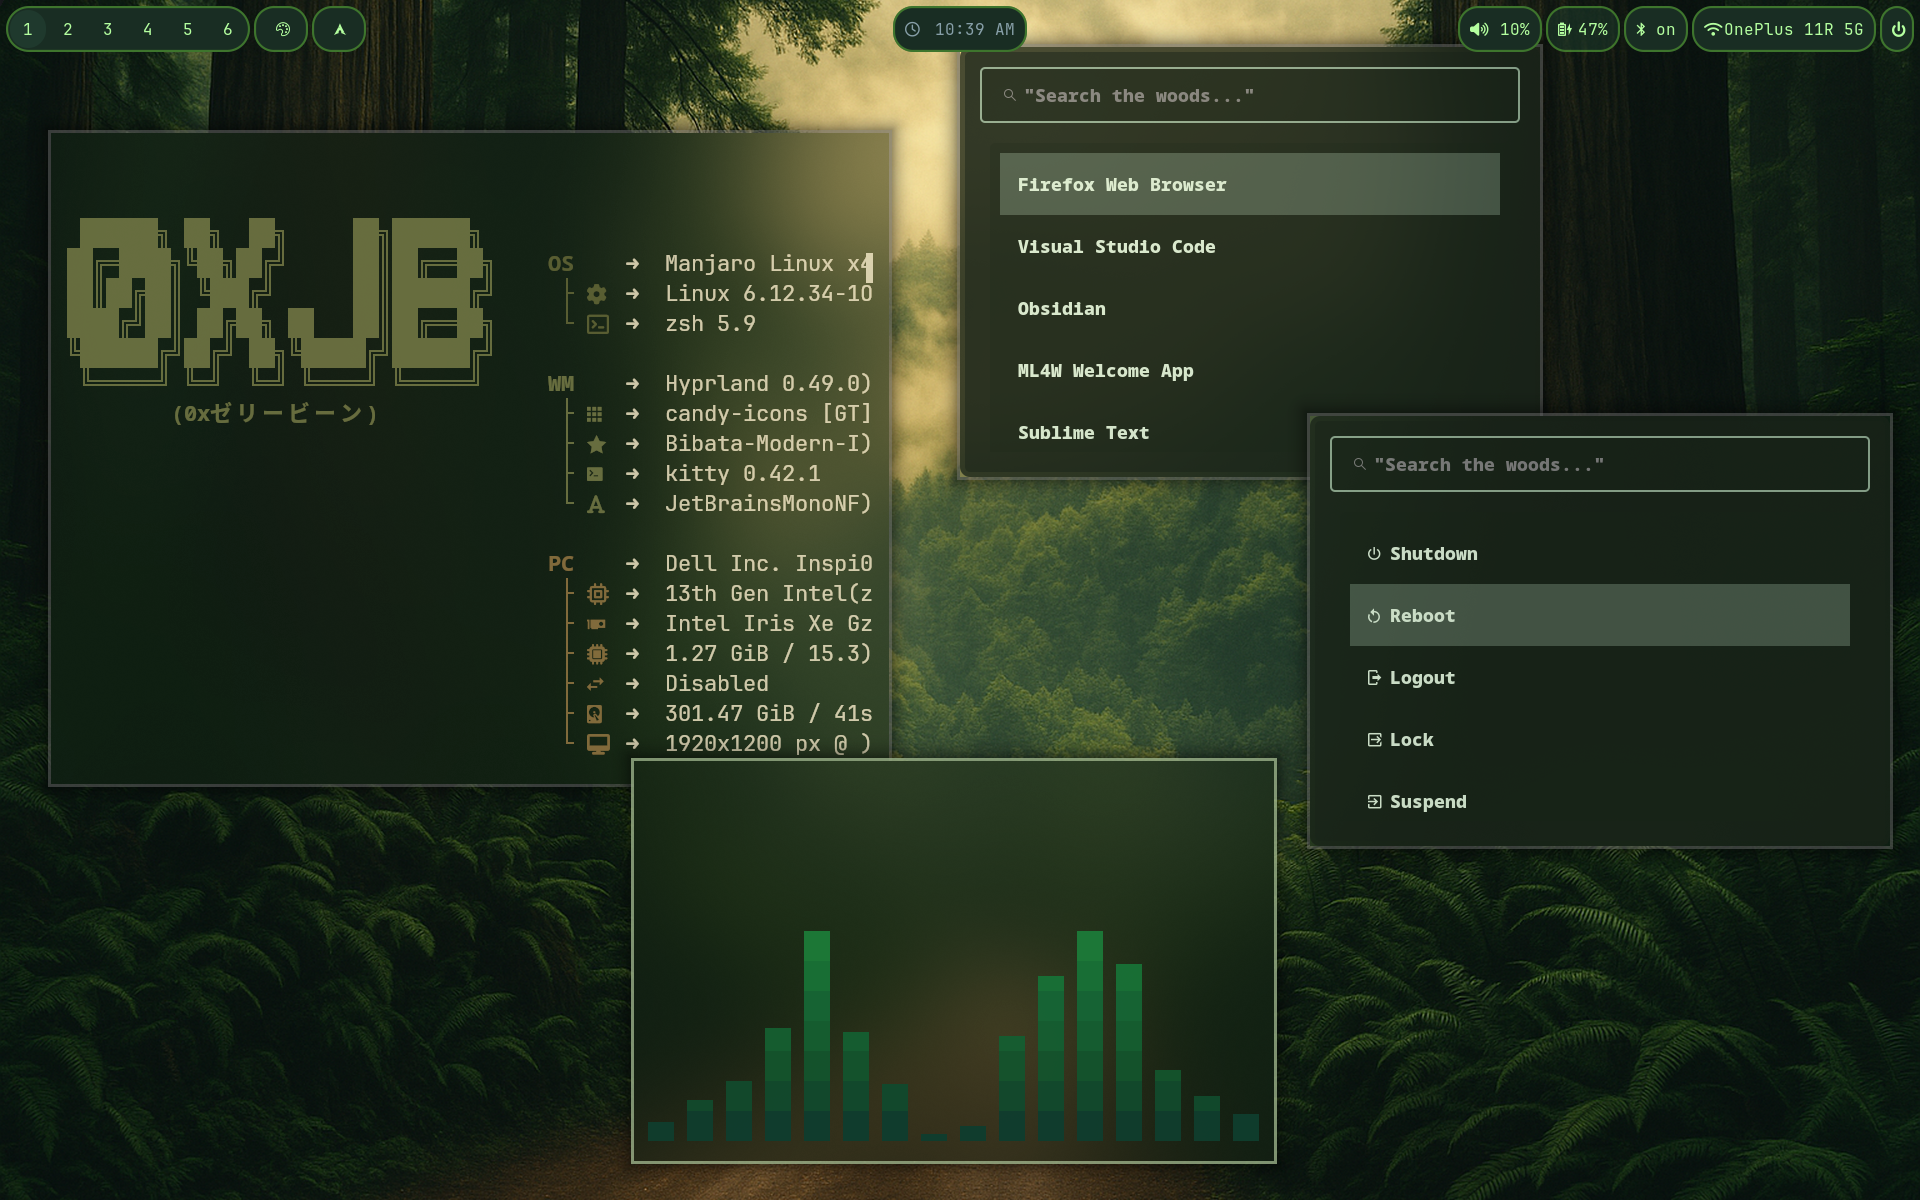 1 2 3 4 5 6
10:39 AM
10%
47%
on
OnePlus 11R 5G
0X_JB
(0xゼリービーン)
OS → Manjaro Linux x4
→ Linux 6.12.34-1O
→ zsh 5.9
WM → Hyprland 0.49.0)
→ candy-icons [GT]
→ Bibata-Modern-I)
→ kitty 0.42.1
→ JetBrainsMonoNF)
PC → Dell Inc. Inspi0
→ 13th Gen Intel(z
→ Intel Iris Xe Gz
→ 1.27 GiB / 15.3)
→ Disabled
→ 301.47 GiB / 41s
→ 1920x1200 px @ )
"Search the woods..."
Firefox Web Browser
Visual Studio Code
Obsidian
ML4W Welcome App
Sublime Text
"Search the woods..."
Shutdown
Reboot
Logout
Lock
Suspend